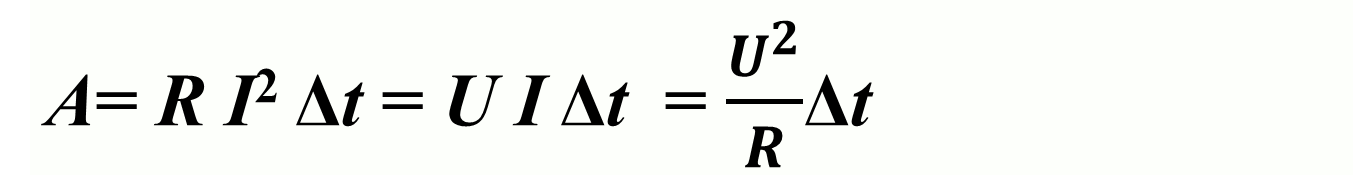 A = R I² Δt = U I Δt = U²/R Δt